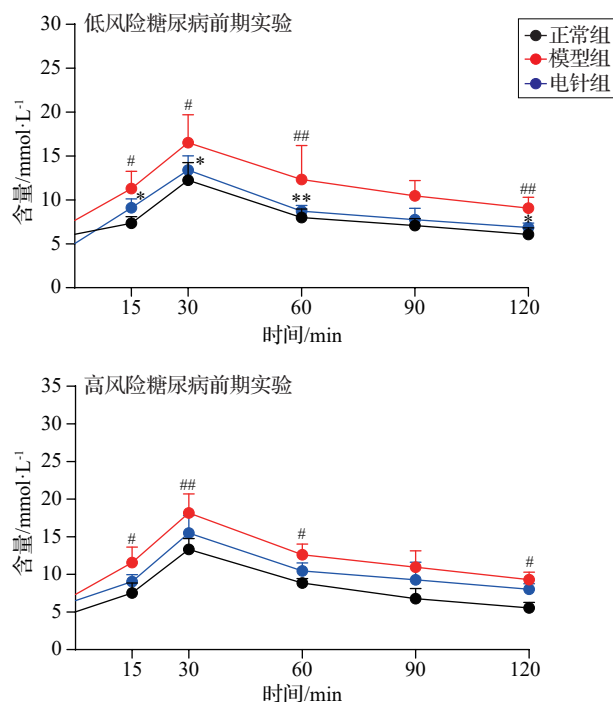 低风险糖尿病前期实验
正常组
模型组
电针组
30
25
20
15
10
5
0
含量/mmol·L⁻¹
#
#
##
##
*
*
**
*
15 30 60 90 120
时间/min
高风险糖尿病前期实验
35
30
25
20
15
10
5
0
含量/mmol·L⁻¹
#
##
#
#
15 30 60 90 120
时间/min